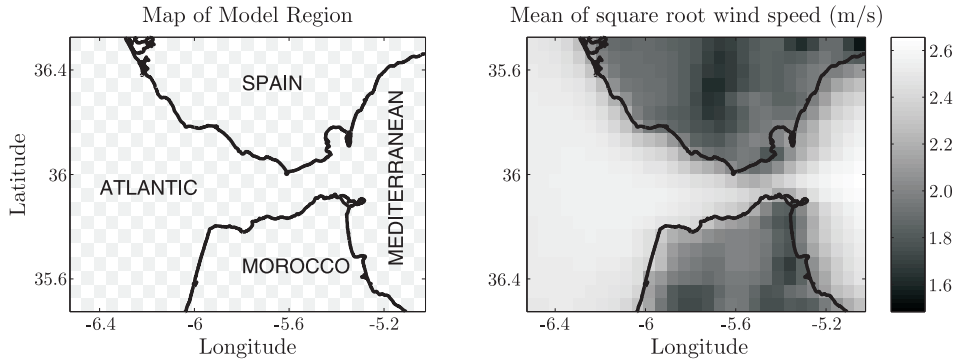 Map of Model Region
36.4
36
35.6
Latitude
SPAIN
ATLANTIC
MEDITERRANEAN
MOROCCO
-6.4
-6
-5.6
-5.2
Longitude
Mean of square root wind speed (m/s)
35.6
36
36.4
-6.4
-6
-5.6
-5.2
Longitude
2.6
2.4
2.2
2.0
1.8
1.6